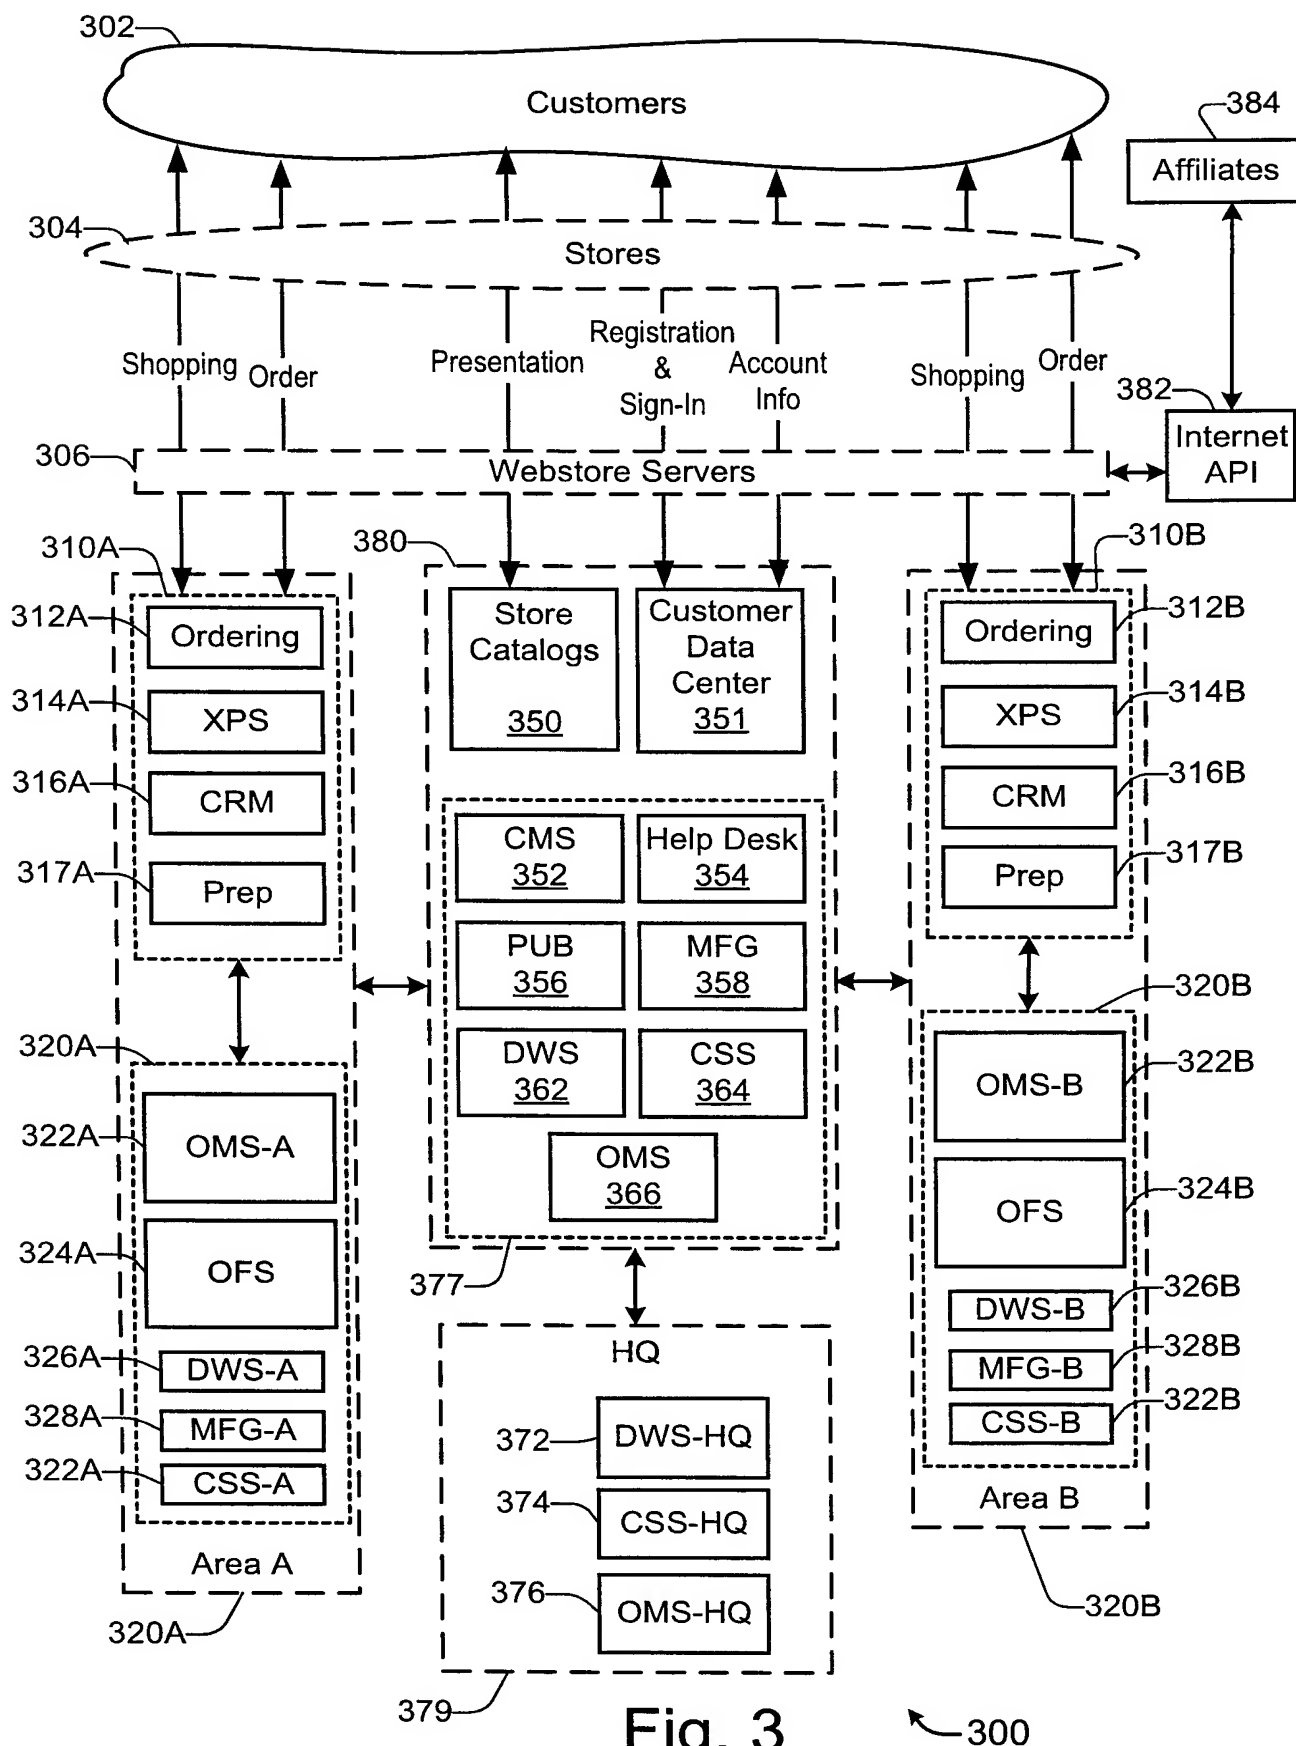 302
Customers
384
Affiliates
304
Stores
Shopping
Order
Presentation
Registration
&
Sign-In
Account
Info
Shopping
Order
382
Internet
API
306
Webstore Servers
310A
380
310B
312A
Ordering
314A
XPS
316A
CRM
317A
Prep
Store
Catalogs
350
Customer
Data
Center
351
Ordering
312B
XPS
314B
CRM
316B
Prep
317B
CMS
352
Help Desk
354
PUB
356
MFG
358
DWS
362
CSS
364
OMS
366
377
320A
322A
OMS-A
324A
OFS
326A
DWS-A
328A
MFG-A
322A
CSS-A
Area A
320A
320B
OMS-B
322B
OFS
324B
DWS-B
326B
MFG-B
328B
CSS-B
322B
Area B
320B
HQ
372
DWS-HQ
374
CSS-HQ
376
OMS-HQ
379
Fig. 3
300